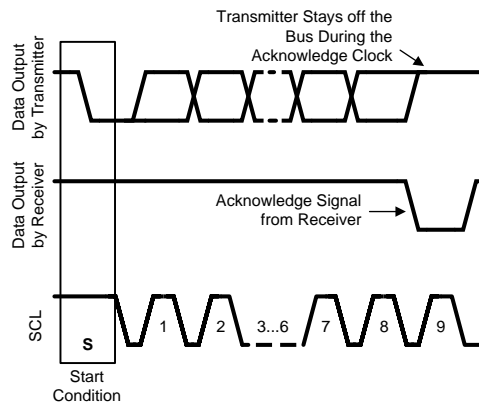 Transmitter Stays off the
Bus During the
Acknowledge Clock
Data Output
by Transmitter
Data Output
by Receiver
Acknowledge Signal
from Receiver
SCL
S
1
2
3...6
7
8
9
Start
Condition